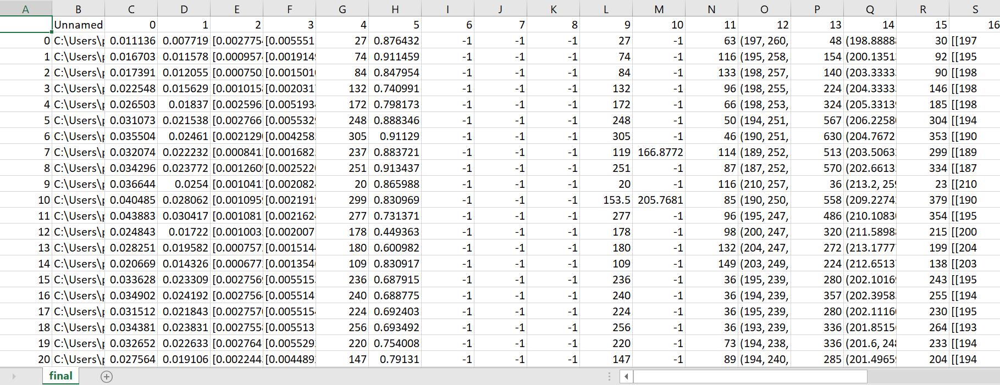 A B C D E F G H I J K L M N O P Q R S
Unnamed 0 1 2 3 4 5 6 7 8 9 10 11 12 13 14 15 16
0 C:\Users\p 0.011136 0.007719 [0.002775 [0.005551 27 0.876432 -1 -1 -1 27 -1 63 (197, 260, 48 (198.8888 30 [[197
1 C:\Users\p 0.016703 0.011578 [0.000957 [0.001914 74 0.911459 -1 -1 -1 74 -1 116 (195, 258, 154 (200.1351 92 [[195
2 C:\Users\p 0.017391 0.012055 [0.000750 [0.001501 84 0.847954 -1 -1 -1 84 -1 133 (198, 257, 140 (203.3333 90 [[198
3 C:\Users\p 0.022548 0.015629 [0.001015 [0.002031 132 0.740991 -1 -1 -1 132 -1 96 (198, 255, 224 (204.3333 146 [[198
4 C:\Users\p 0.026503 0.01837 [0.002596 [0.005193 172 0.798173 -1 -1 -1 172 -1 66 (198, 253, 324 (205.3313 185 [[198
5 C:\Users\p 0.031073 0.021538 [0.002766 [0.005532 248 0.888346 -1 -1 -1 248 -1 50 (194, 251, 567 (206.2258 304 [[194
6 C:\Users\p 0.035504 0.02461 [0.002129 [0.004258 305 0.91129 -1 -1 -1 305 -1 46 (190, 251, 630 (204.7672 353 [[190
7 C:\Users\p 0.032074 0.022232 [0.000841 [0.001682 237 0.883721 -1 -1 -1 119 166.8772 114 (189, 252, 513 (203.5063 299 [[189
8 C:\Users\p 0.034296 0.023772 [0.001260 [0.002522 251 0.913437 -1 -1 -1 251 -1 87 (187, 252, 570 (202.6613 334 [[187
9 C:\Users\p 0.036644 0.0254 [0.001041 [0.002082 20 0.865988 -1 -1 -1 20 -1 116 (210, 257, 36 (213.2, 25 23 [[210
10 C:\Users\p 0.040485 0.028062 [0.001095 [0.002191 299 0.830969 -1 -1 -1 153.5 205.7681 85 (190, 250, 558 (209.2274 379 [[190
11 C:\Users\p 0.043883 0.030417 [0.001081 [0.002162 277 0.731371 -1 -1 -1 277 -1 96 (195, 247, 486 (210.1083 354 [[195
12 C:\Users\p 0.024843 0.01722 [0.001003 [0.002007 178 0.449363 -1 -1 -1 178 -1 98 (200, 247, 320 (211.5898 215 [[200
13 C:\Users\p 0.028251 0.019582 [0.000757 [0.001514 180 0.600982 -1 -1 -1 180 -1 132 (204, 247, 272 (213.1777 199 [[204
14 C:\Users\p 0.020669 0.014326 [0.000677 [0.001354 109 0.830917 -1 -1 -1 109 -1 149 (203, 249, 224 (212.6513 138 [[203
15 C:\Users\p 0.033628 0.023309 [0.002756 [0.005515 236 0.687915 -1 -1 -1 236 -1 36 (195, 239, 280 (202.1016 243 [[195
16 C:\Users\p 0.034902 0.024192 [0.002756 [0.005514 240 0.688775 -1 -1 -1 240 -1 36 (194, 239, 357 (202.3958 255 [[194
17 C:\Users\p 0.031512 0.021843 [0.002757 [0.005515 224 0.692403 -1 -1 -1 224 -1 36 (195, 239, 280 (202.1116 230 [[195
18 C:\Users\p 0.034381 0.023831 [0.002755 [0.005513 256 0.693492 -1 -1 -1 256 -1 36 (193, 239, 336 (201.8515 264 [[193
19 C:\Users\p 0.032652 0.022633 [0.002764 [0.005529 220 0.754008 -1 -1 -1 220 -1 73 (194, 238, 336 (201.6, 24 233 [[194
20 C:\Users\p 0.027564 0.019106 [0.002244 [0.004489 147 0.79131 -1 -1 -1 147 -1 89 (194, 240, 285 (201.4965 204 [[194
final